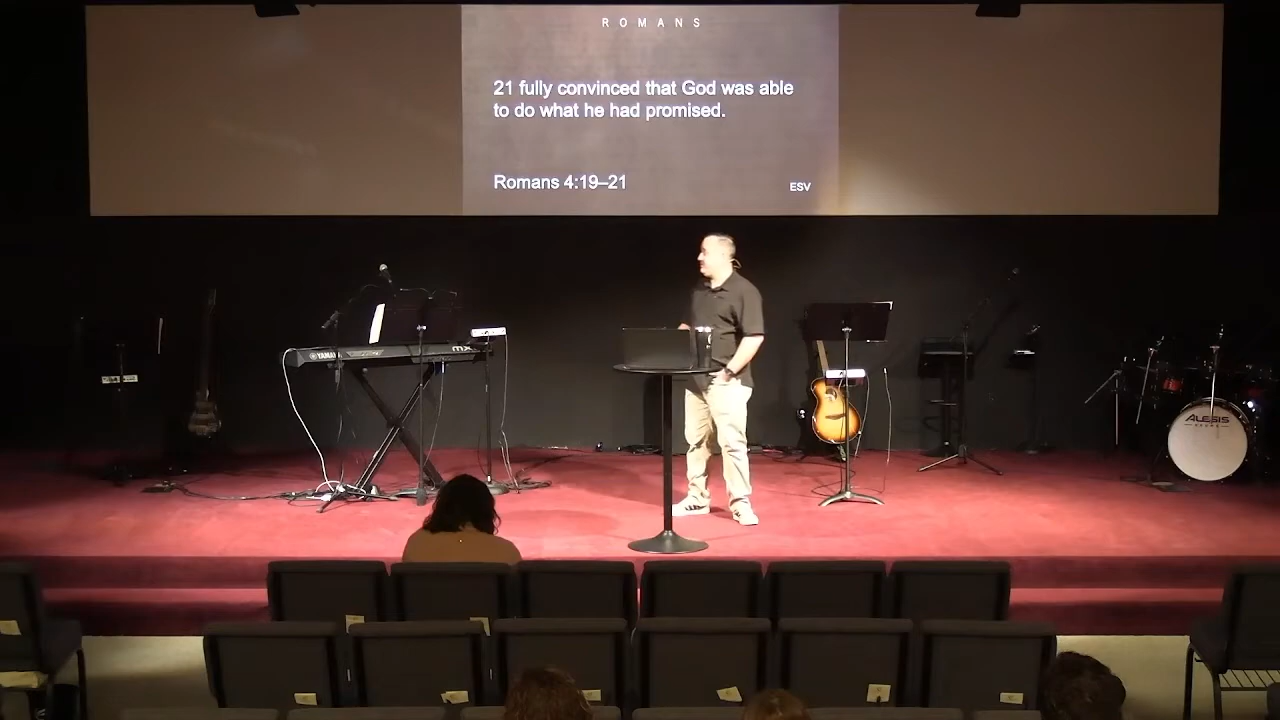 ROMANS
21 fully convinced that God was able
to do what he had promised.
Romans 4:19–21
ESV
YAMAHA
MX
ALESIS